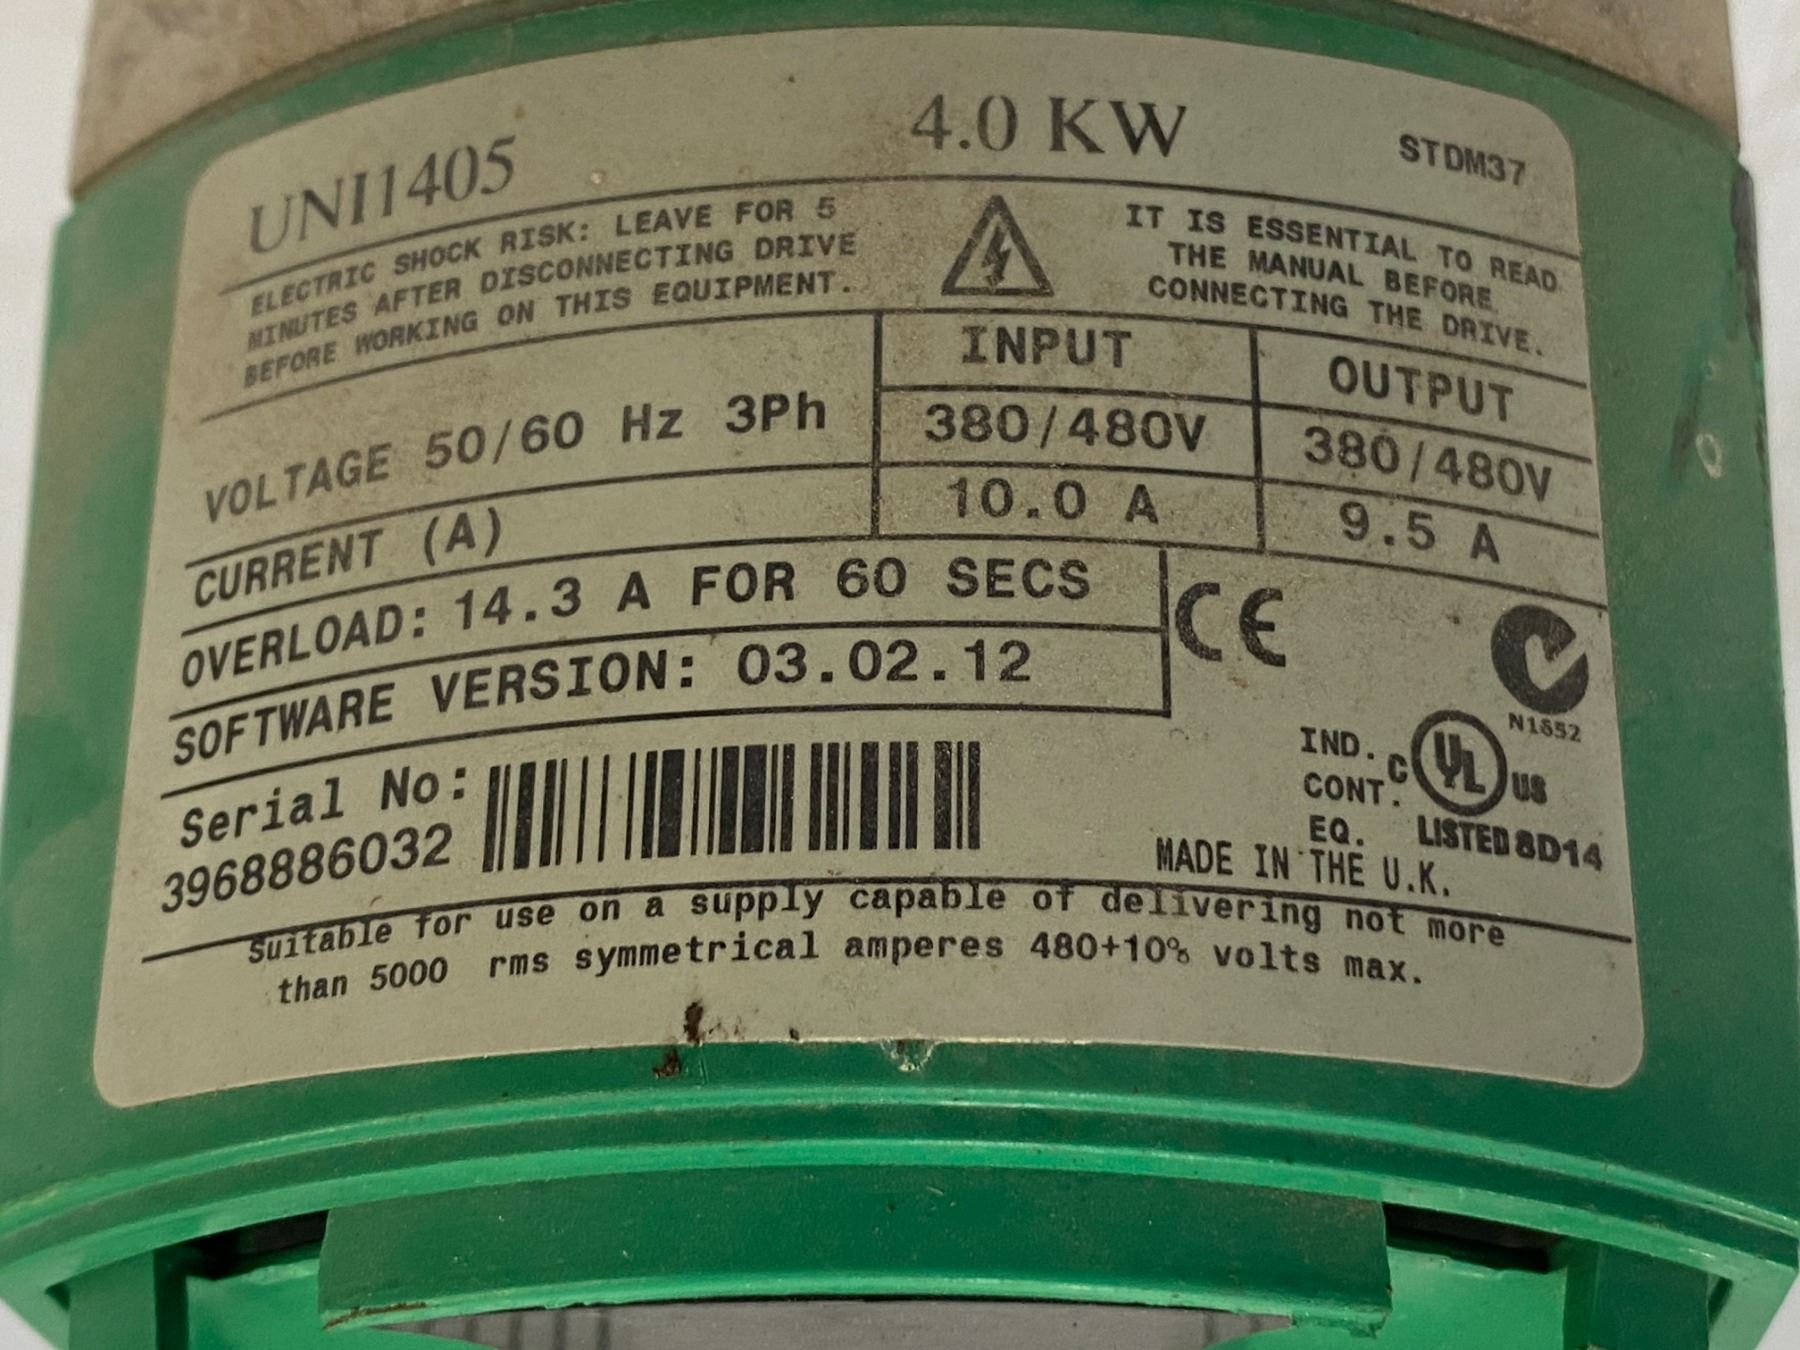 UNI1405 4.0 KW STDM37
ELECTRIC SHOCK RISK: LEAVE FOR 5
MINUTES AFTER DISCONNECTING DRIVE
BEFORE WORKING ON THIS EQUIPMENT.
IT IS ESSENTIAL TO READ
THE MANUAL BEFORE
CONNECTING THE DRIVE.
INPUT OUTPUT
VOLTAGE 50/60 Hz 3Ph 380/480V 380/480V
CURRENT (A) 10.0 A 9.5 A
OVERLOAD: 14.3 A FOR 60 SECS
SOFTWARE VERSION: 03.02.12
CE
N1652
Serial No:
3968886032
IND.
CONT.
EQ.
C UL US
LISTED 8D14
MADE IN THE U.K.
Suitable for use on a supply capable of delivering not more
than 5000 rms symmetrical amperes 480+10% volts max.